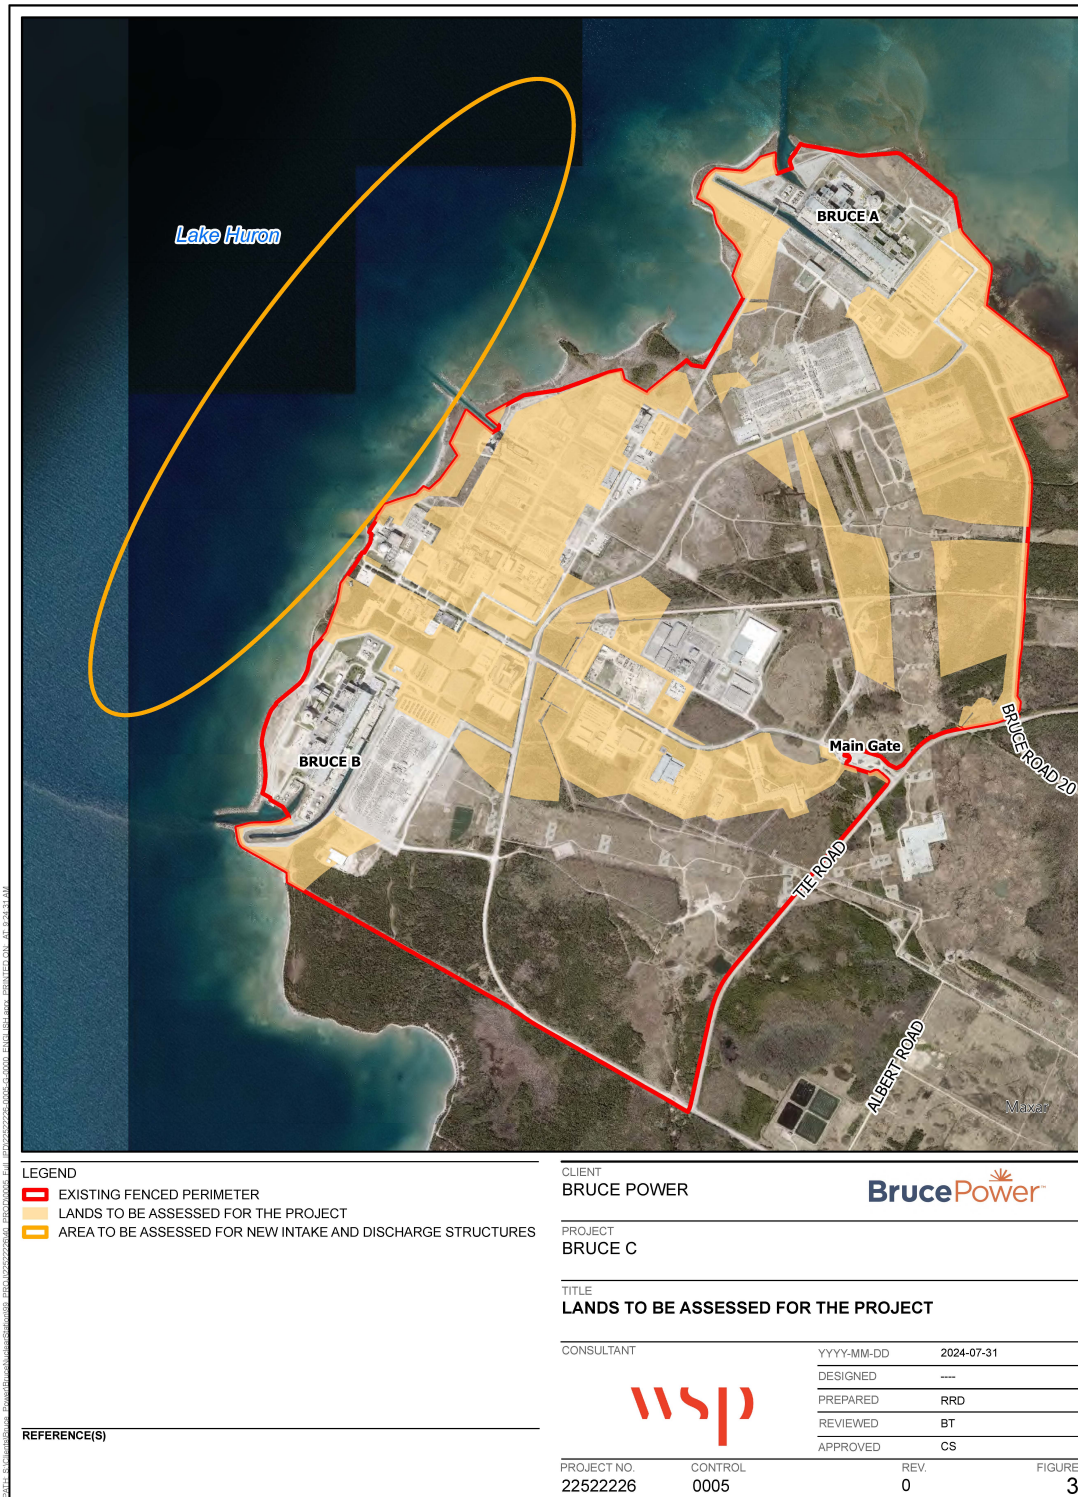 Lake Huron
BRUCE A
BRUCE B
Main Gate
BRUCE ROAD 20
TIE ROAD
ALBERT ROAD
Maxar
LEGEND
EXISTING FENCED PERIMETER
LANDS TO BE ASSESSED FOR THE PROJECT
AREA TO BE ASSESSED FOR NEW INTAKE AND DISCHARGE STRUCTURES
REFERENCE(S)
CLIENT
BRUCE POWER
BrucePower
PROJECT
BRUCE C
TITLE
LANDS TO BE ASSESSED FOR THE PROJECT
CONSULTANT
wsp
YYYY-MM-DD 2024-07-31
DESIGNED ----
PREPARED RRD
REVIEWED BT
APPROVED CS
PROJECT NO. CONTROL REV. FIGURE
22522226 0005 0 3